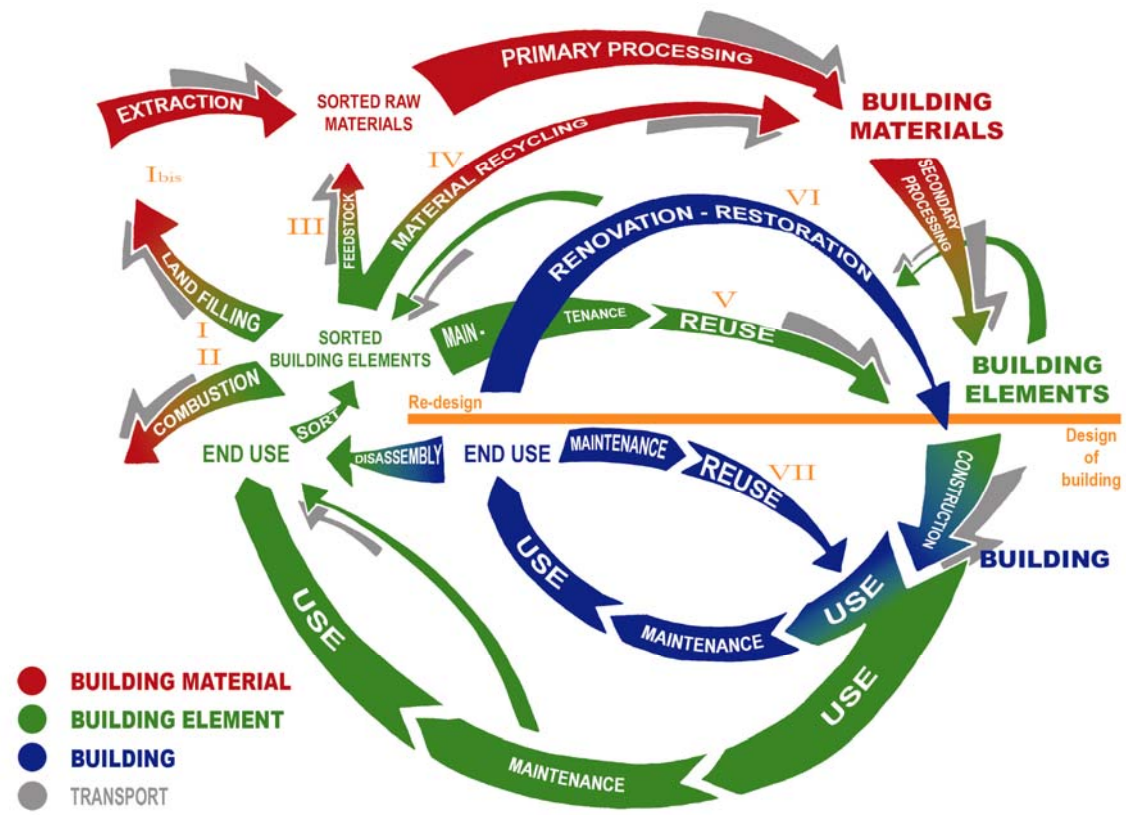 PRIMARY PROCESSING
EXTRACTION
SORTED RAW
MATERIALS
BUILDING
MATERIALS
MATERIAL RECYCLING
IV
Ibis
III
FEEDSTOCK
SECONDARY
PROCESSING
VI
RENOVATION - RESTORATION
LAND FILLING
I
II
SORTED
BUILDING ELEMENTS
MAIN-
TENANCE
V
REUSE
COMBUSTION
BUILDING
ELEMENTS
Re-design
SORT
END USE
DISASSEMBLY
END USE
MAINTENANCE
REUSE
VII
Design
of
building
CONSTRUCTION
BUILDING
USE
USE
MAINTENANCE
USE
USE
MAINTENANCE
BUILDING MATERIAL
BUILDING ELEMENT
BUILDING
TRANSPORT